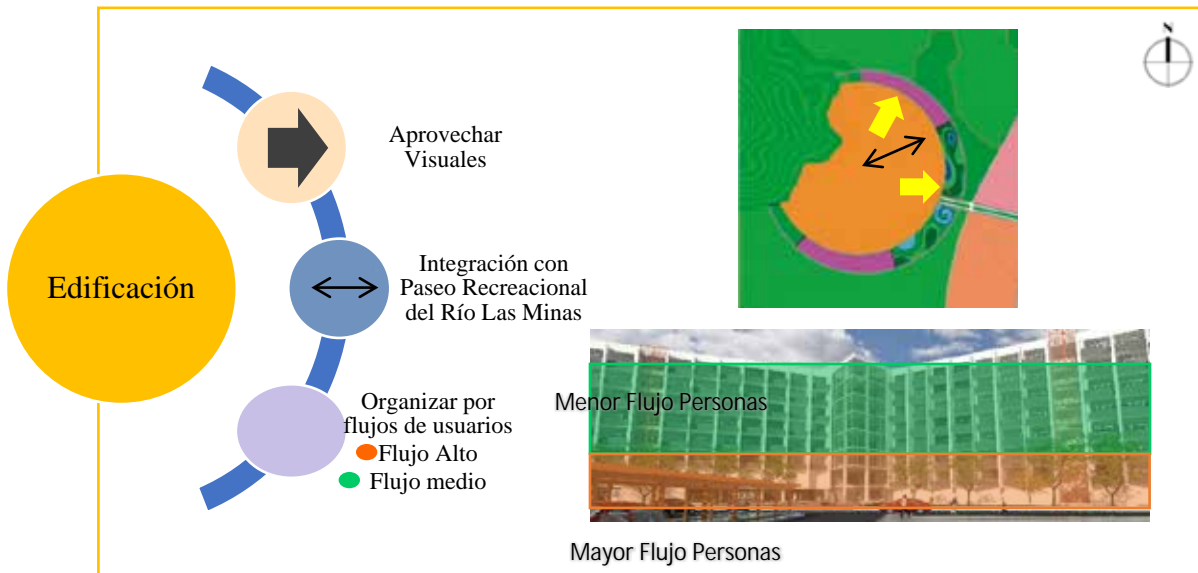 N
Aprovechar
Visuales
Edificación
Integración con
Paseo Recreacional
del Río Las Minas
Organizar por
flujos de usuarios
Flujo Alto
Flujo medio
Menor Flujo Personas
Mayor Flujo Personas